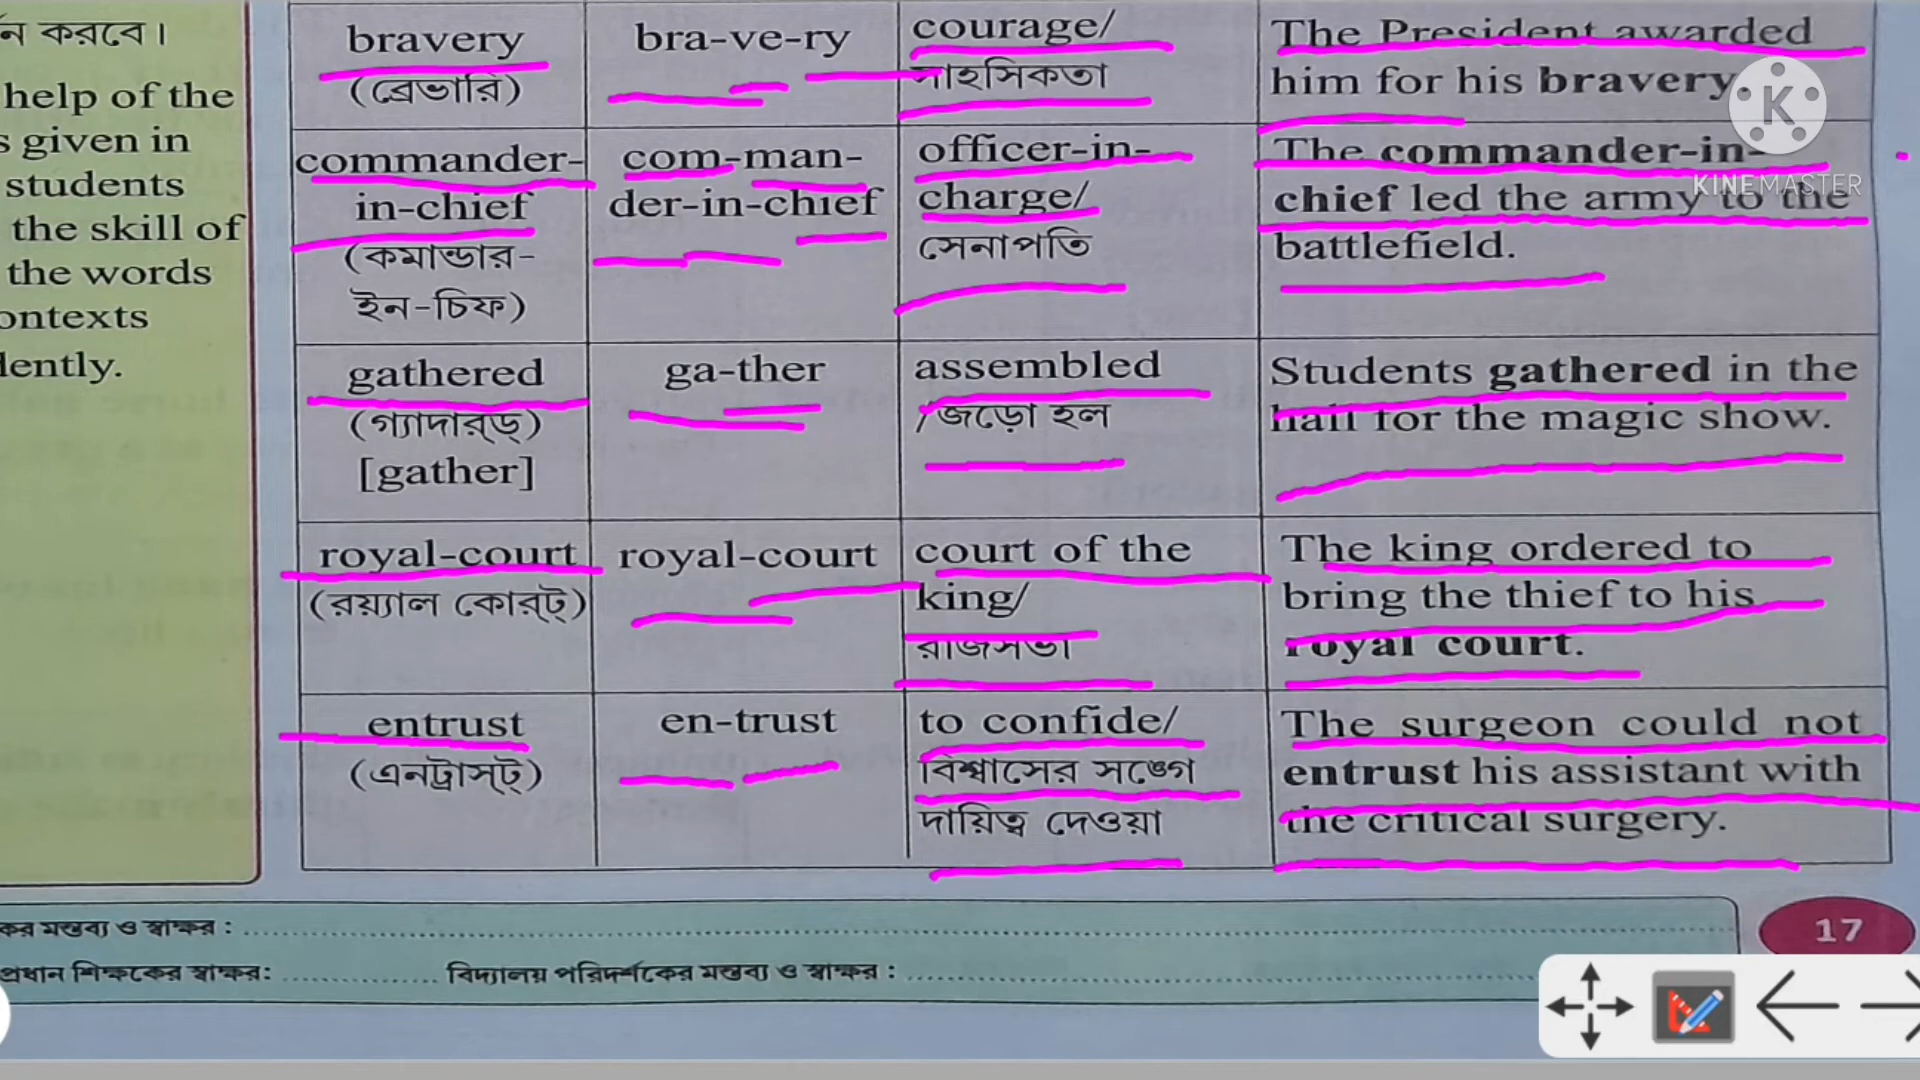 ন করবে।
help of the
s given in
students
the skill of
the words
ontexts
lently.
bravery
(ব্রেভারি)
bra-ve-ry
courage/
সাহসিকতা
The President awarded
him for his bravery.
commander-
in-chief
(কমান্ডার-
ইন-চিফ)
com-man-
der-in-chief
officer-in-
charge/
সেনাপতি
The commander-in-
chief led the army to the
battlefield.
gathered
(গ্যাদার্‌ড্)
[gather]
ga-ther
assembled
/জড়ো হল
Students gathered in the
hall for the magic show.
royal-court
(রয়্যাল কোর্‌ট্)
royal-court
court of the
king/
রাজসভা
The king ordered to
bring the thief to his
royal court.
entrust
(এনট্রাস্ট্)
en-trust
to confide/
বিশ্বাসের সঙ্গে
দায়িত্ব দেওয়া
The surgeon could not
entrust his assistant with
the critical surgery.
K
KINEMASTER
কের মন্তব্য ও স্বাক্ষর :
প্রধান শিক্ষকের স্বাক্ষর: বিদ্যালয় পরিদর্শকের মন্তব্য ও স্বাক্ষর :
17